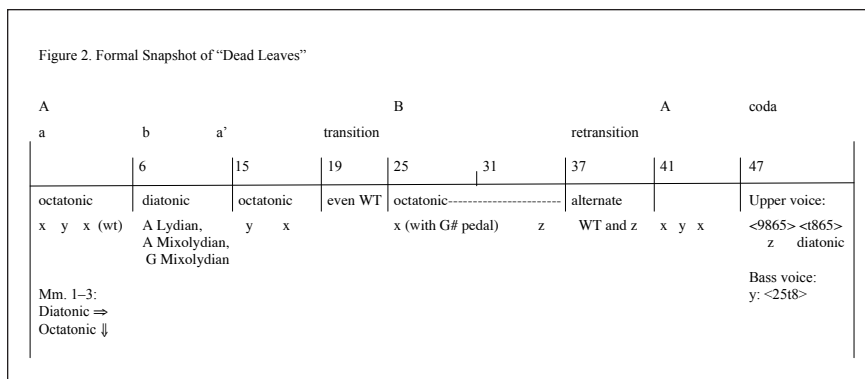 Figure 2. Formal Snapshot of “Dead Leaves”
A B A coda
a b a’ transition retransition
6 15 19 25 31 37 41 47
octatonic diatonic octatonic even WT octatonic----------------------- alternate Upper voice:
x y x (wt) A Lydian, y x x (with G# pedal) z WT and z x y x <9865> <t865>
A Mixolydian, z diatonic
G Mixolydian
Bass voice:
Mm. 1–3: y: <25t8>
Diatonic ⇒
Octatonic ⇓